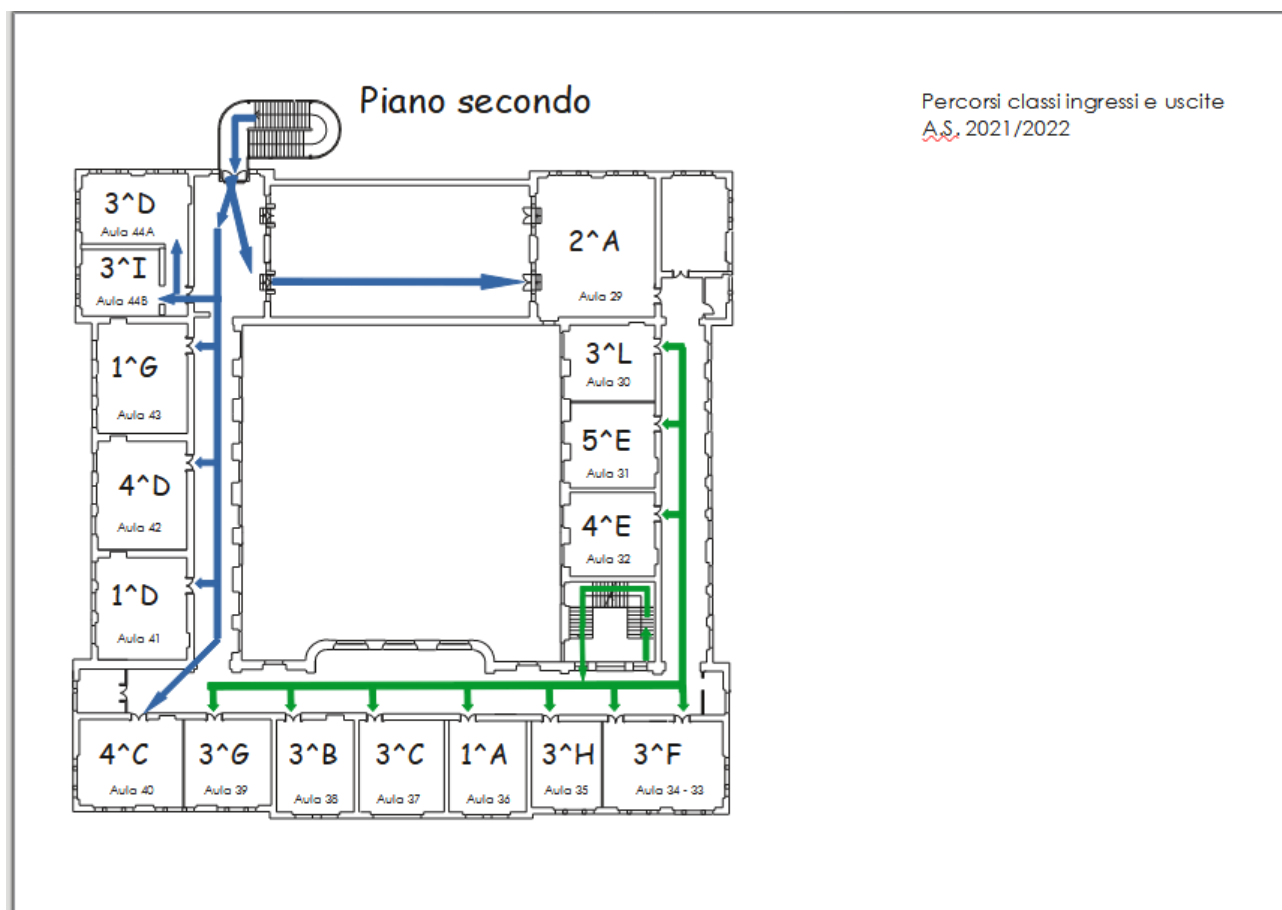 Piano secondo
Percorsi classi ingressi e uscite
A.S. 2021/2022
3^D
Aula 44A
3^I
Aula 44B
2^A
Aula 29
1^G
Aula 43
3^L
Aula 30
5^E
Aula 31
4^D
Aula 42
4^E
Aula 32
1^D
Aula 41
4^C
Aula 40
3^G
Aula 39
3^B
Aula 38
3^C
Aula 37
1^A
Aula 36
3^H
Aula 35
3^F
Aula 34 - 33